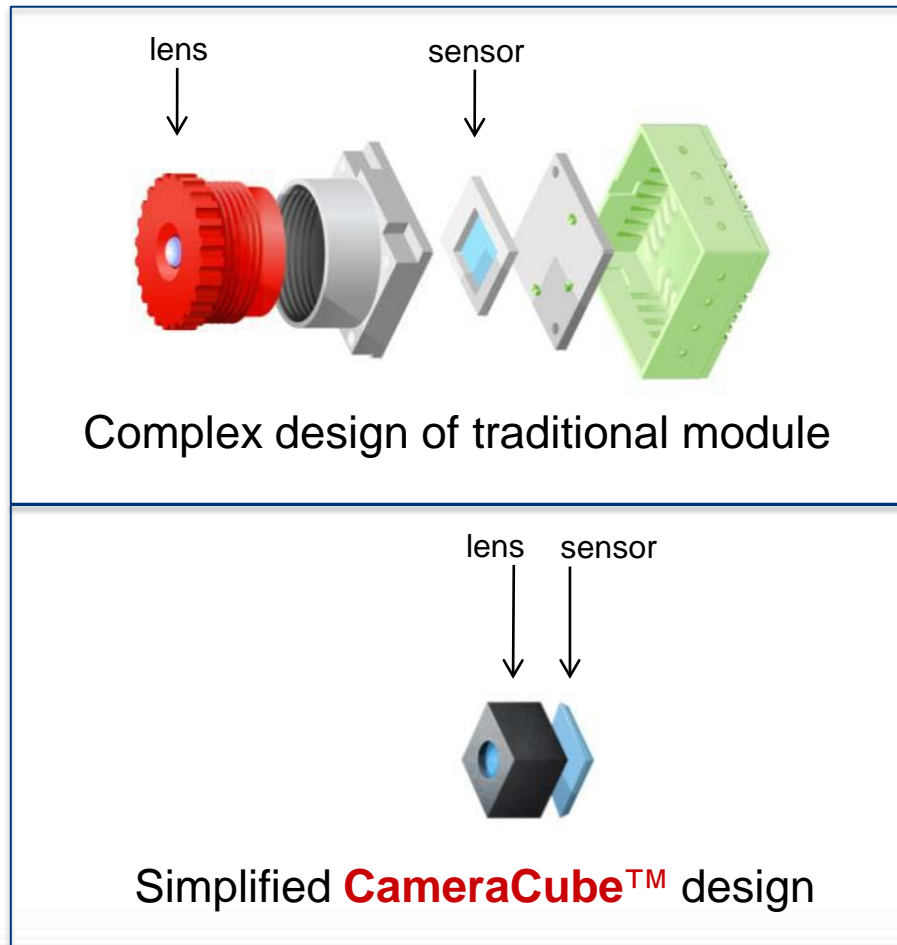 lens sensor
Complex design of traditional module
lens sensor
Simplified CameraCube™ design